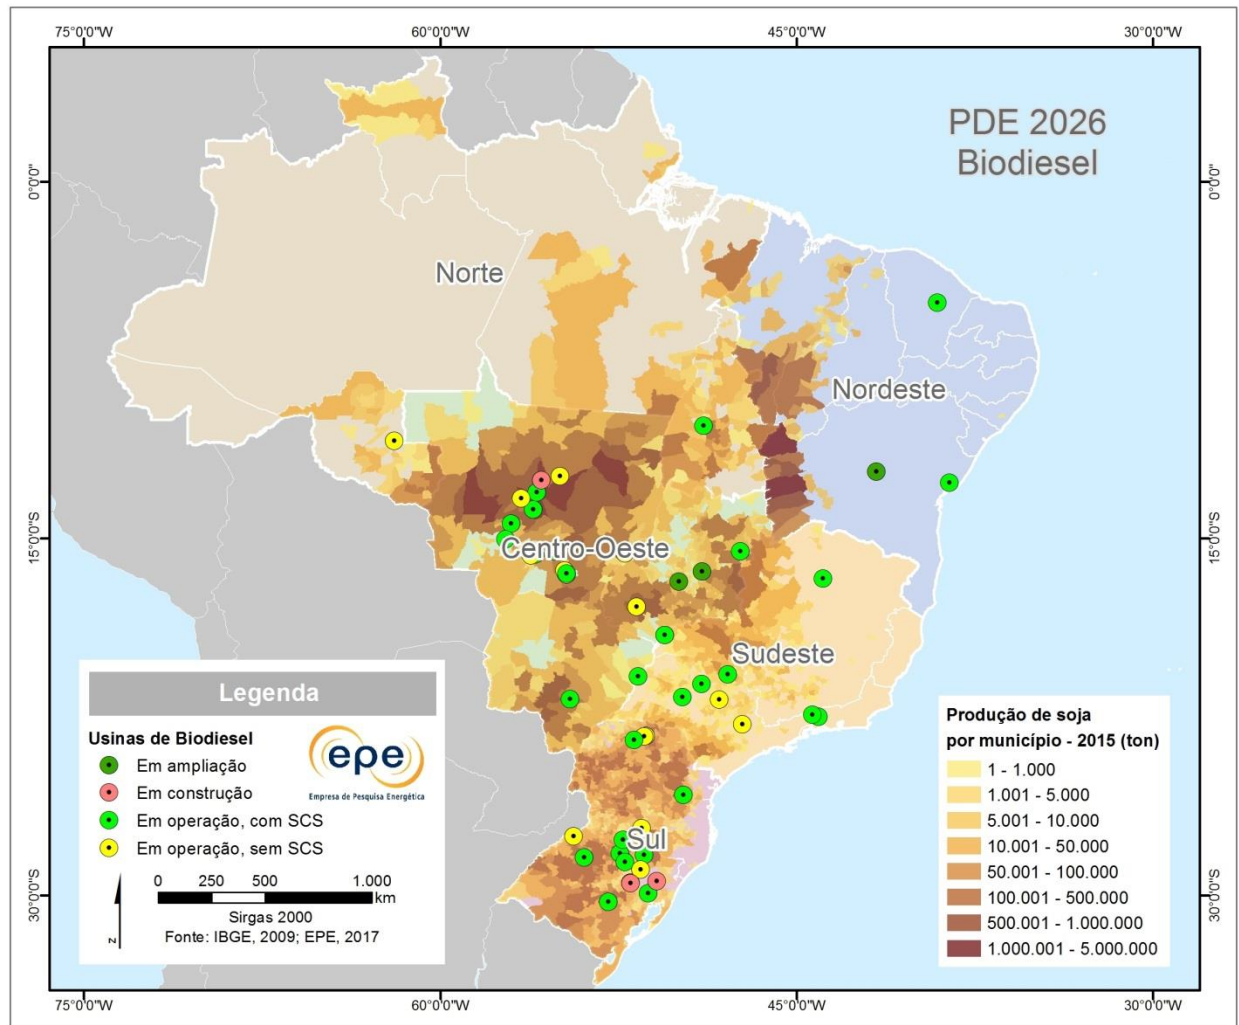 75°0'0"W 60°0'0"W 45°0'0"W 30°0'0"W
PDE 2026
Biodiesel
0°0'0"
0°0'0"
Norte
Nordeste
15°0'0"S
15°0'0"S
Centro-Oeste
Sudeste
Sul
30°0'0"S
30°0'0"S
Legenda
Usinas de Biodiesel
Em ampliação
Em construção
Em operação, com SCS
Em operação, sem SCS
epe
Empresa de Pesquisa Energética
0 250 500 1.000
km
Sirgas 2000
Fonte: IBGE, 2009; EPE, 2017
N
Produção de soja
por município - 2015 (ton)
1 - 1.000
1.001 - 5.000
5.001 - 10.000
10.001 - 50.000
50.001 - 100.000
100.001 - 500.000
500.001 - 1.000.000
1.000.001 - 5.000.000
75°0'0"W 60°0'0"W 45°0'0"W 30°0'0"W